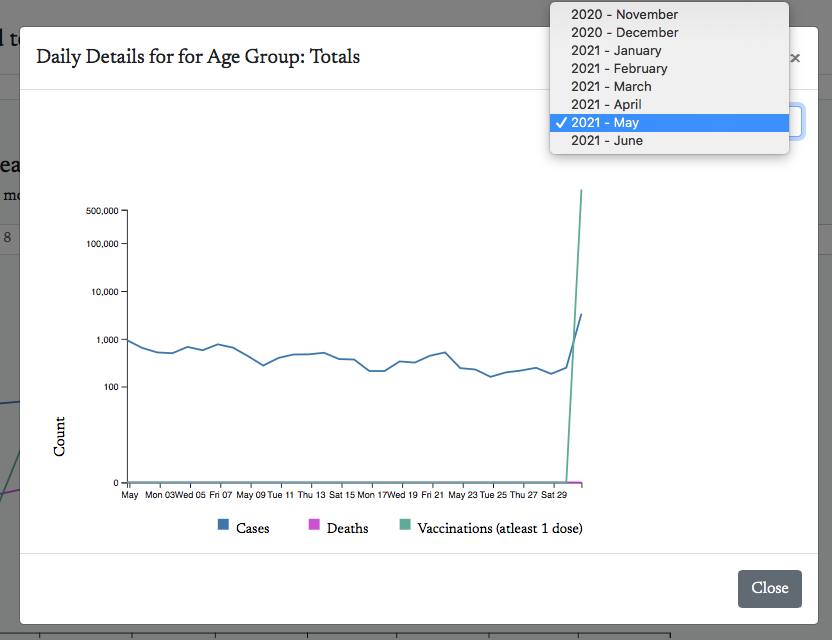 2020 - November
2020 - December
2021 - January
2021 - February
2021 - March
2021 - April
✓ 2021 - May
2021 - June
Daily Details for for Age Group: Totals
×
8
500,000
100,000
10,000
1,000
100
0
Count
May Mon 03 Wed 05 Fri 07 May 09 Tue 11 Thu 13 Sat 15 Mon 17 Wed 19 Fri 21 May 23 Tue 25 Thu 27 Sat 29
Cases Deaths Vaccinations (atleast 1 dose)
Close